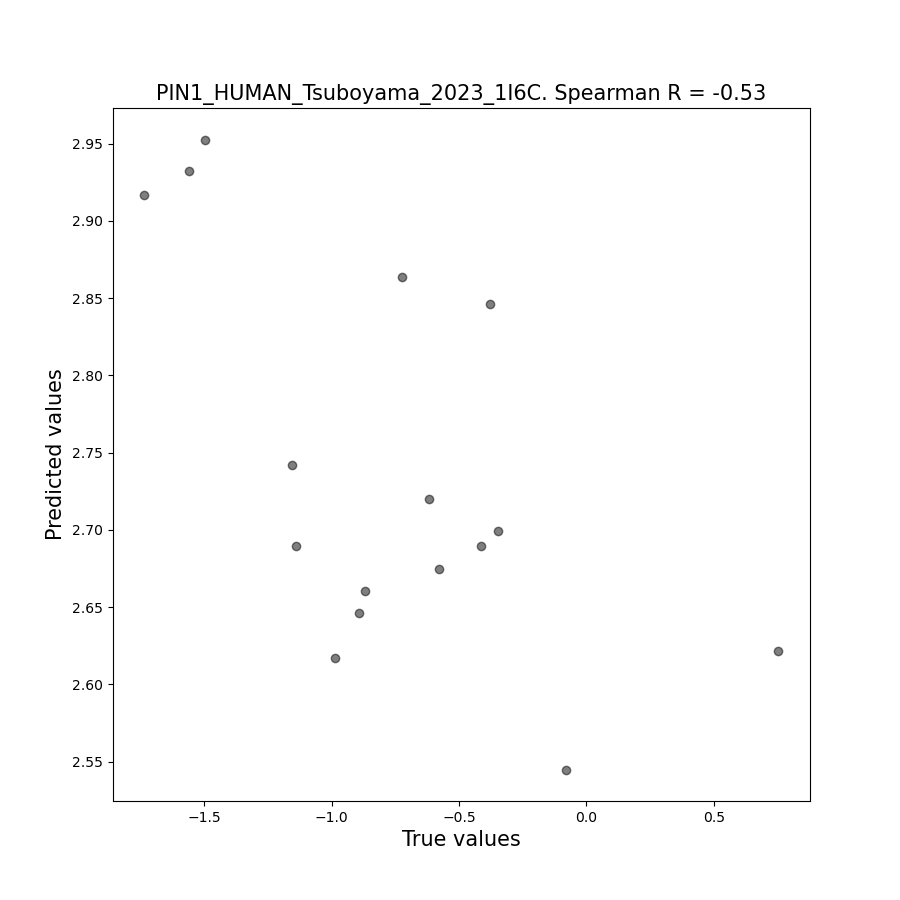 PIN1_HUMAN_Tsuboyama_2023_1I6C. Spearman R = -0.53
2.95
2.90
2.85
2.80
2.75
2.70
2.65
2.60
2.55
Predicted values
−1.5 −1.0 −0.5 0.0 0.5
True values